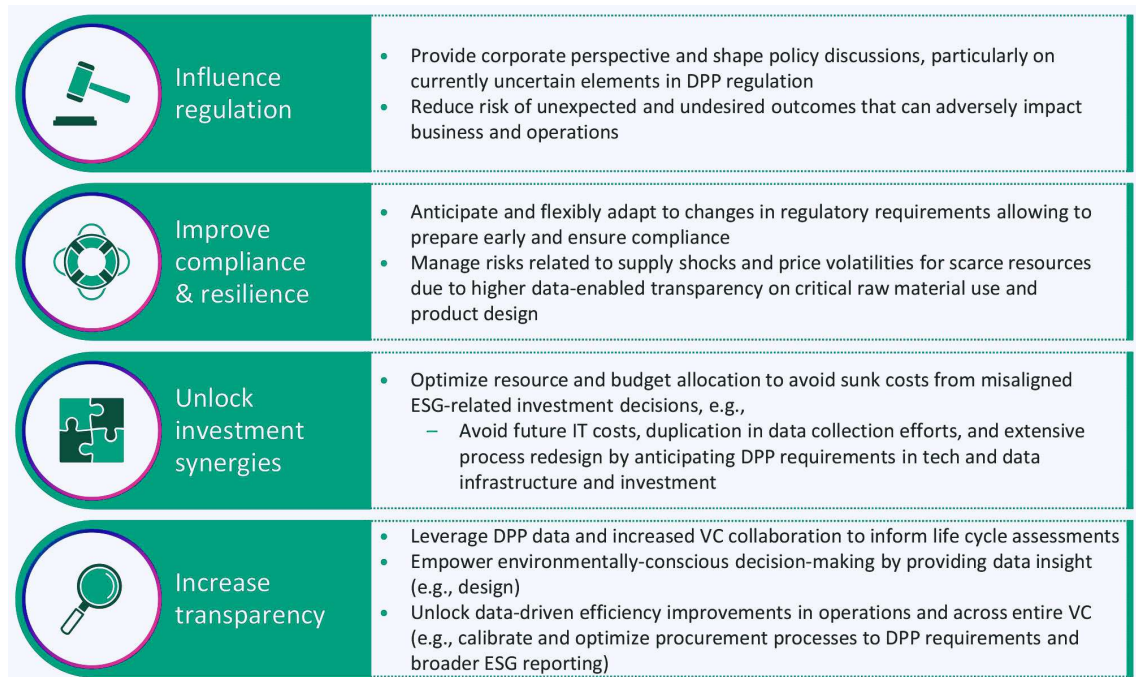 Influence
regulation
• Provide corporate perspective and shape policy discussions, particularly on
currently uncertain elements in DPP regulation
• Reduce risk of unexpected and undesired outcomes that can adversely impact
business and operations
Improve
compliance
& resilience
• Anticipate and flexibly adapt to changes in regulatory requirements allowing to
prepare early and ensure compliance
• Manage risks related to supply shocks and price volatilities for scarce resources
due to higher data-enabled transparency on critical raw material use and
product design
Unlock
investment
synergies
• Optimize resource and budget allocation to avoid sunk costs from misaligned
ESG-related investment decisions, e.g.,
– Avoid future IT costs, duplication in data collection efforts, and extensive
process redesign by anticipating DPP requirements in tech and data
infrastructure and investment
Increase
transparency
• Leverage DPP data and increased VC collaboration to inform life cycle assessments
• Empower environmentally-conscious decision-making by providing data insight
(e.g., design)
• Unlock data-driven efficiency improvements in operations and across entire VC
(e.g., calibrate and optimize procurement processes to DPP requirements and
broader ESG reporting)